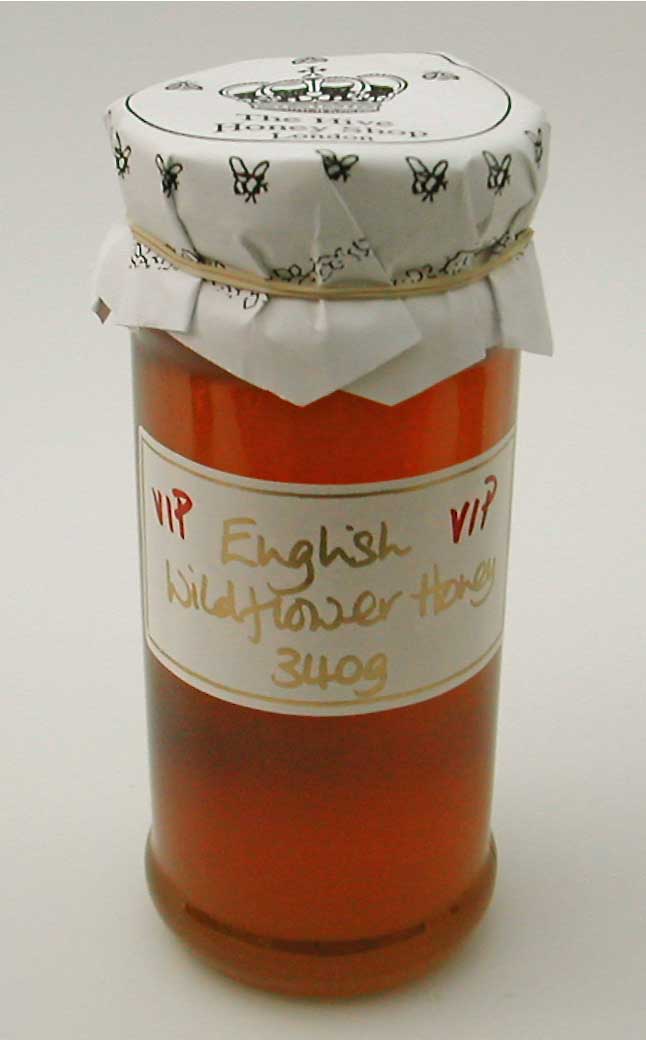 The Hive
Honey Shop
London
VIP English VIP
Wildflower Honey
340g